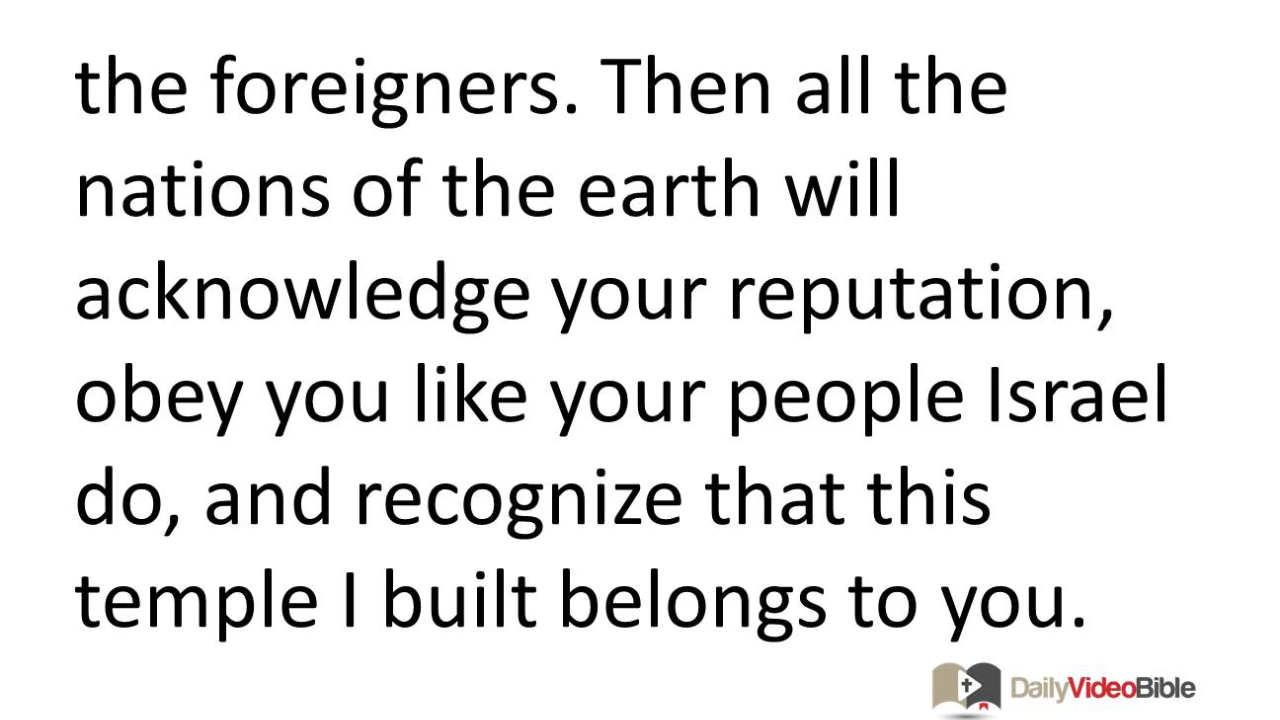 the foreigners. Then all the
nations of the earth will
acknowledge your reputation,
obey you like your people Israel
do, and recognize that this
temple I built belongs to you.
DailyVideoBible